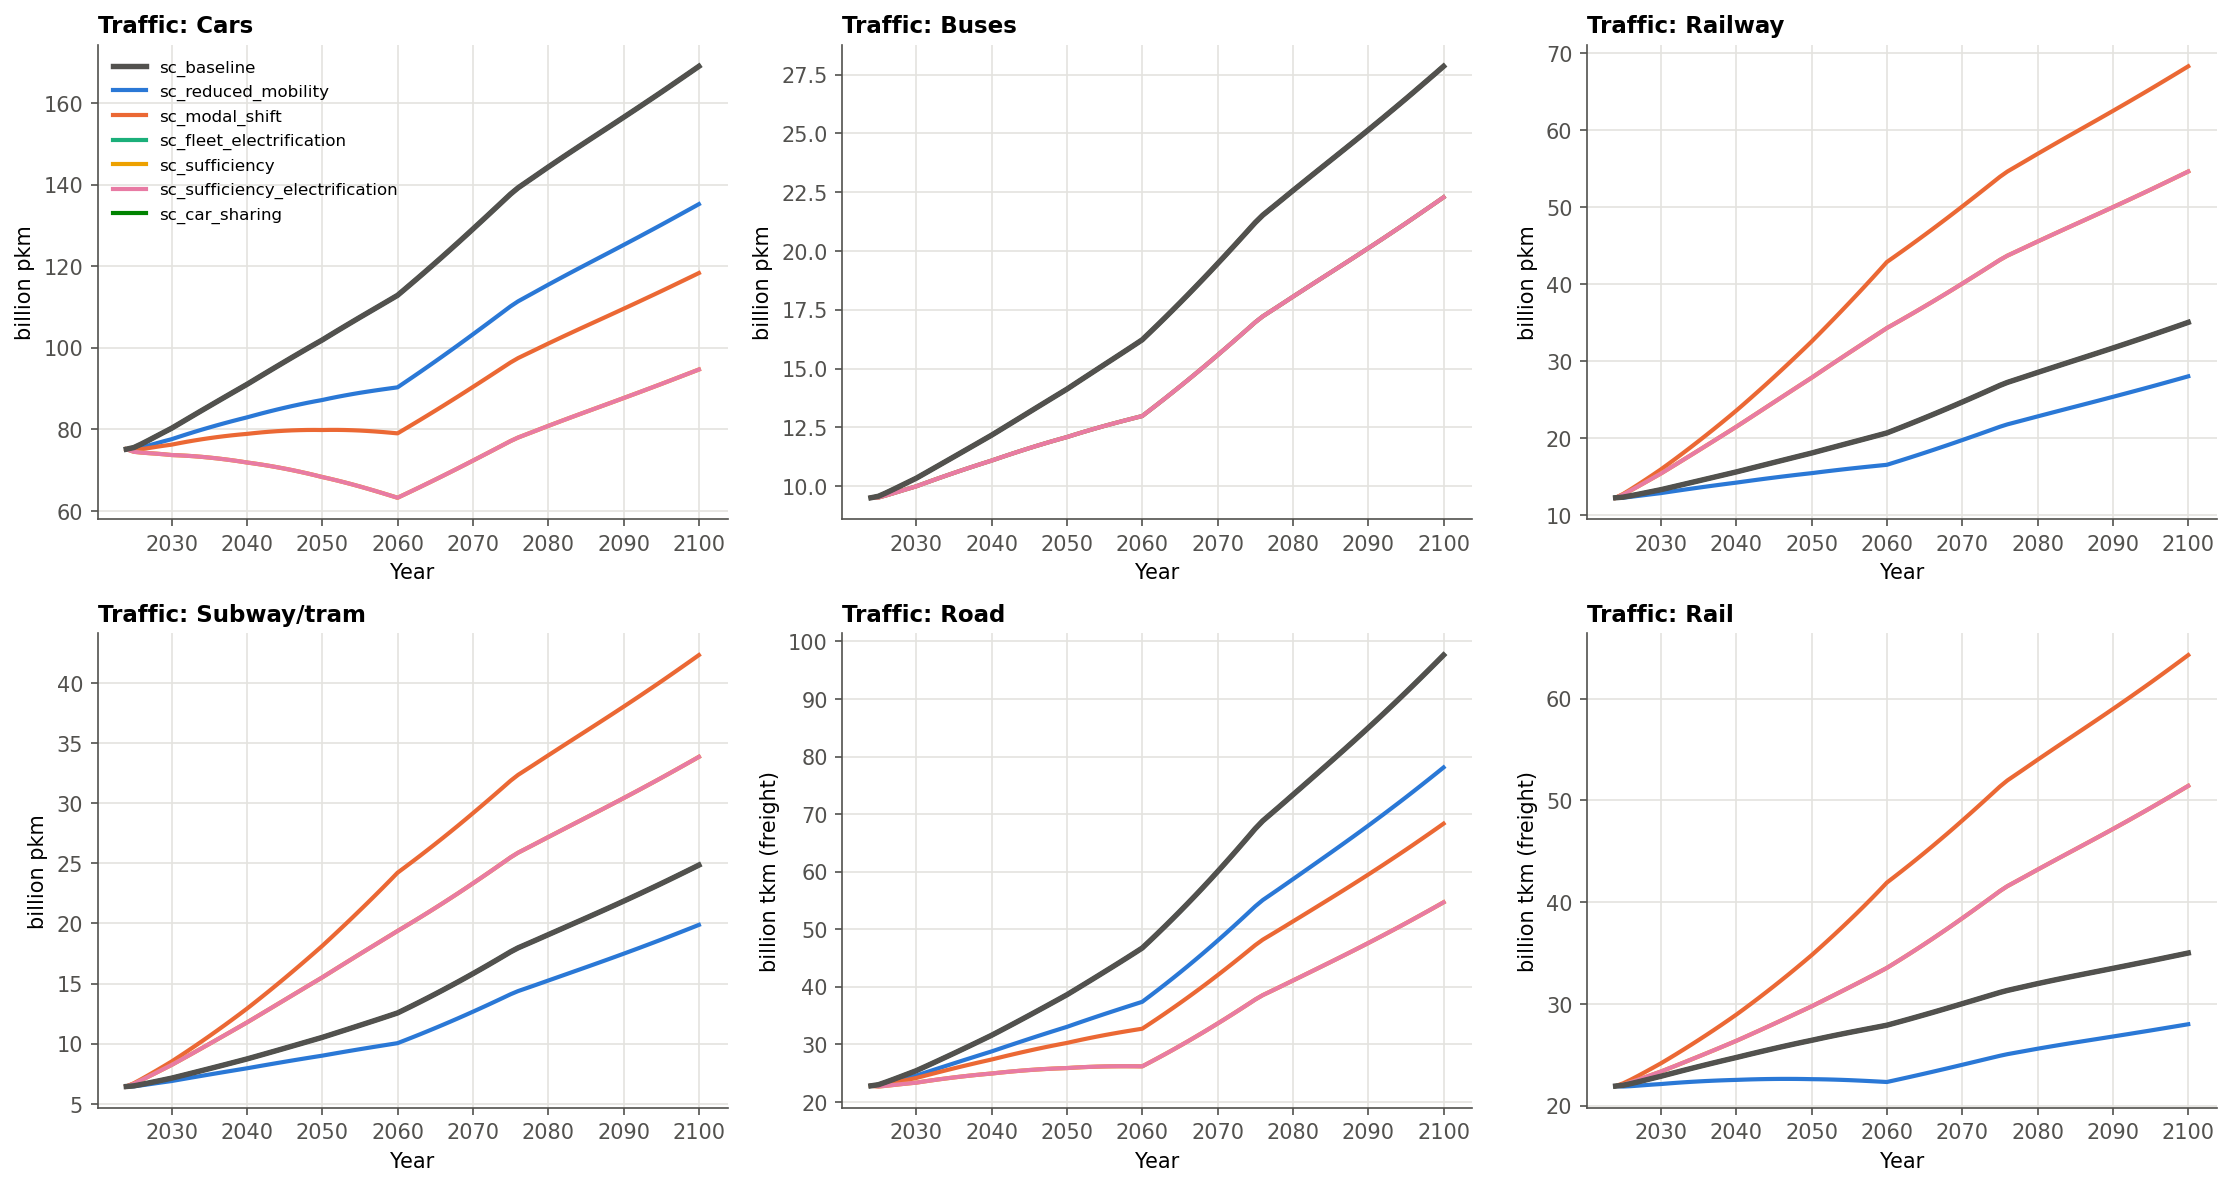 Traffic: Cars
sc_baseline
sc_reduced_mobility
sc_modal_shift
sc_fleet_electrification
sc_sufficiency
sc_sufficiency_electrification
sc_car_sharing
billion pkm
160
140
120
100
80
60
2030 2040 2050 2060 2070 2080 2090 2100
Year
Traffic: Buses
billion pkm
27.5
25.0
22.5
20.0
17.5
15.0
12.5
10.0
2030 2040 2050 2060 2070 2080 2090 2100
Year
Traffic: Railway
billion pkm
70
60
50
40
30
20
10
2030 2040 2050 2060 2070 2080 2090 2100
Year
Traffic: Subway/tram
billion pkm
40
35
30
25
20
15
10
5
2030 2040 2050 2060 2070 2080 2090 2100
Year
Traffic: Road
billion tkm (freight)
100
90
80
70
60
50
40
30
20
2030 2040 2050 2060 2070 2080 2090 2100
Year
Traffic: Rail
billion tkm (freight)
60
50
40
30
20
2030 2040 2050 2060 2070 2080 2090 2100
Year